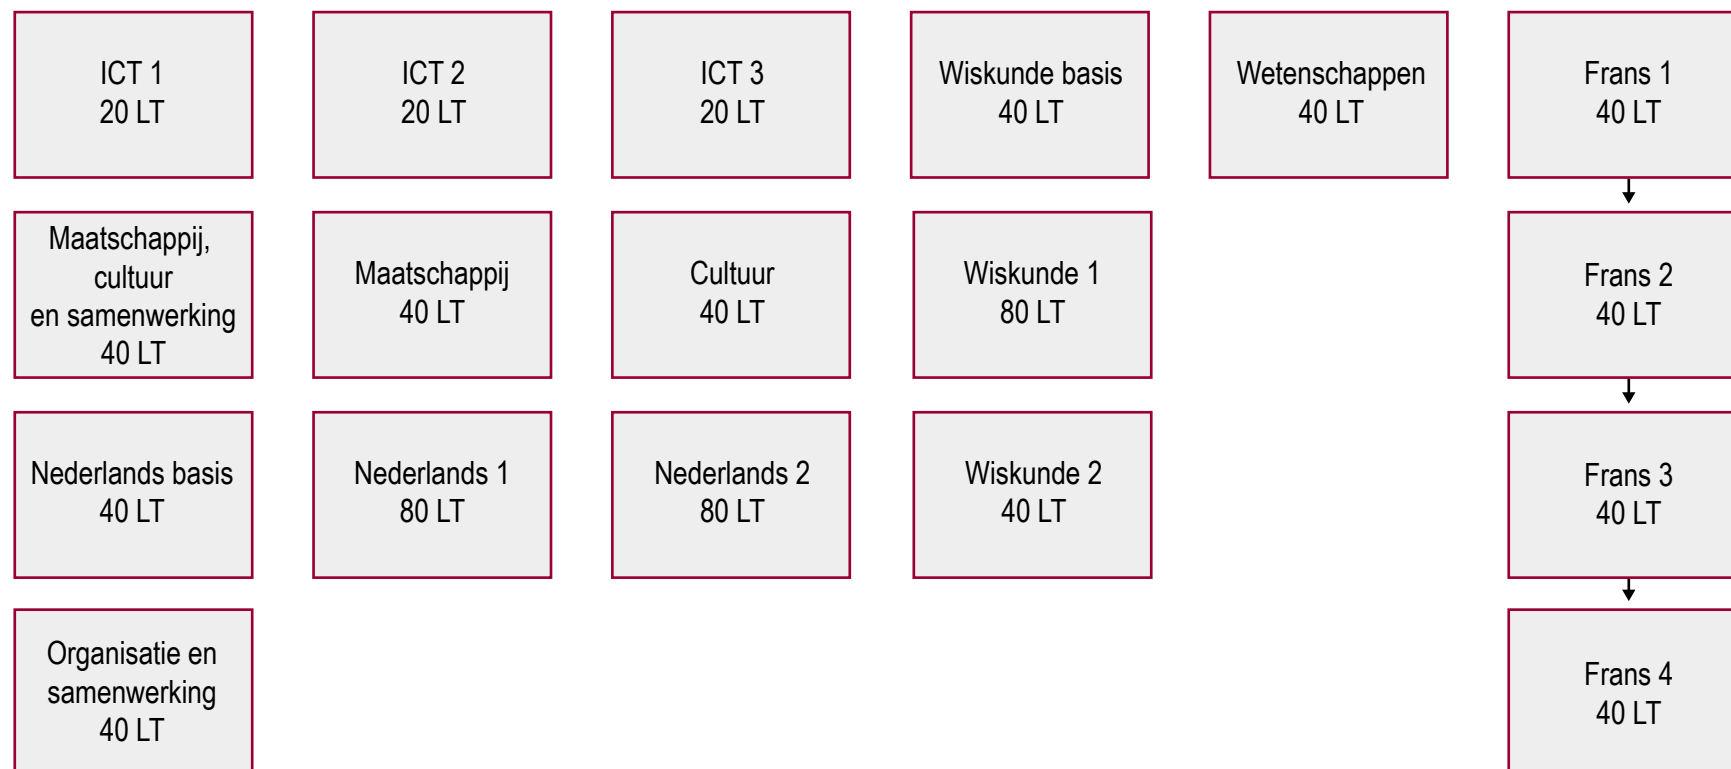 ICT 1
20 LT
ICT 2
20 LT
ICT 3
20 LT
Wiskunde basis
40 LT
Wetenschappen
40 LT
Frans 1
40 LT
Maatschappij,
cultuur
en samenwerking
40 LT
Maatschappij
40 LT
Cultuur
40 LT
Wiskunde 1
80 LT
Frans 2
40 LT
Nederlands basis
40 LT
Nederlands 1
80 LT
Nederlands 2
80 LT
Wiskunde 2
40 LT
Frans 3
40 LT
Organisatie en
samenwerking
40 LT
Frans 4
40 LT